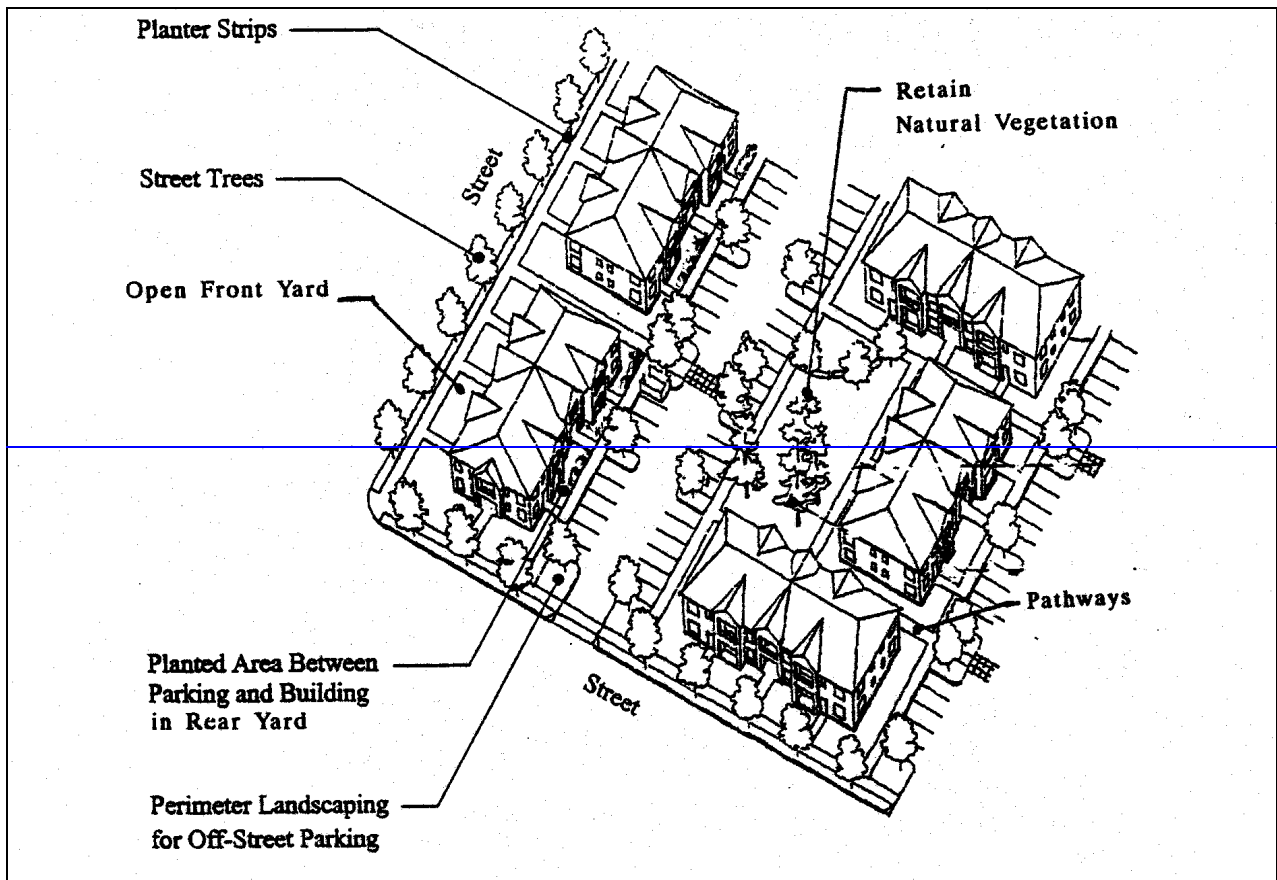 Planter Strips
Retain
Natural Vegetation
Street
Street Trees
Open Front Yard
Pathways
Planted Area Between
Parking and Building
in Rear Yard
Street
Perimeter Landscaping
for Off-Street Parking